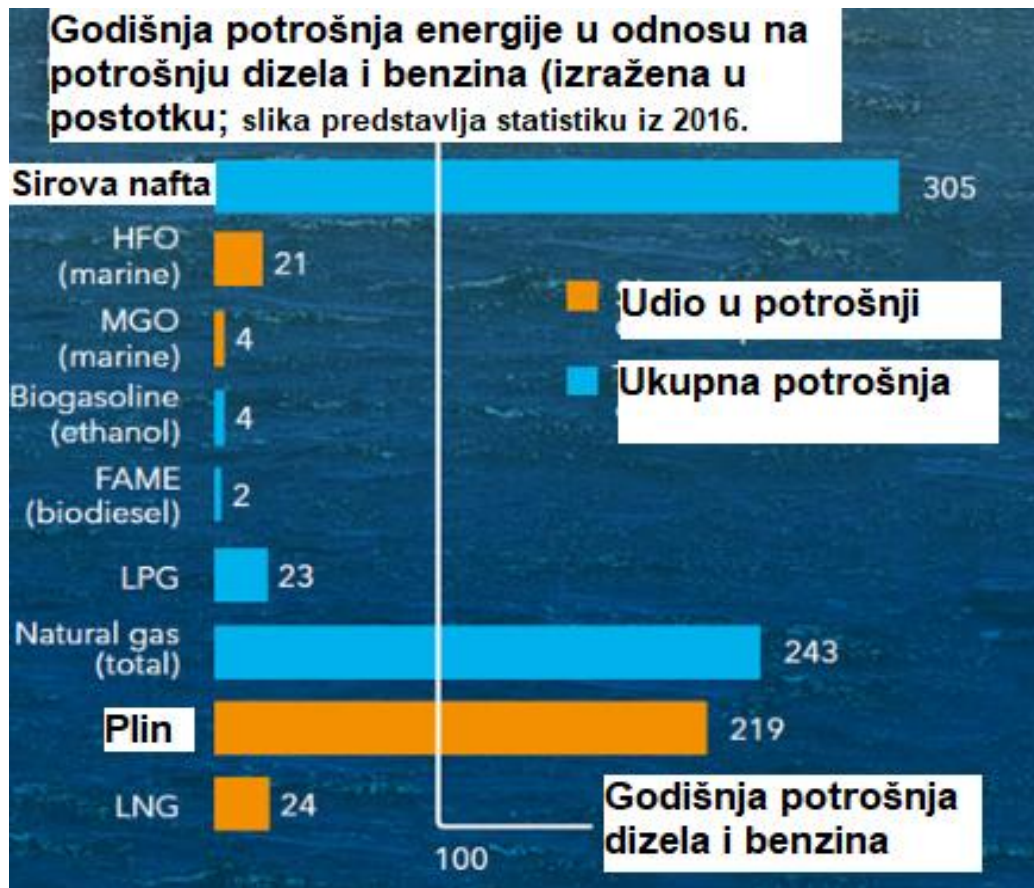 Godišnja potrošnja energije u odnosu na
potrošnju dizela i benzina (izražena u
postotku; slika predstavlja statistiku iz 2016.
Sirova nafta
305
HFO
(marine)
21
Udio u potrošnji
MGO
(marine)
4
Ukupna potrošnja
Biogasoline
(ethanol)
4
FAME
(biodiesel)
2
LPG
23
Natural gas
(total)
243
Plin
219
LNG
24
Godišnja potrošnja
dizela i benzina
100